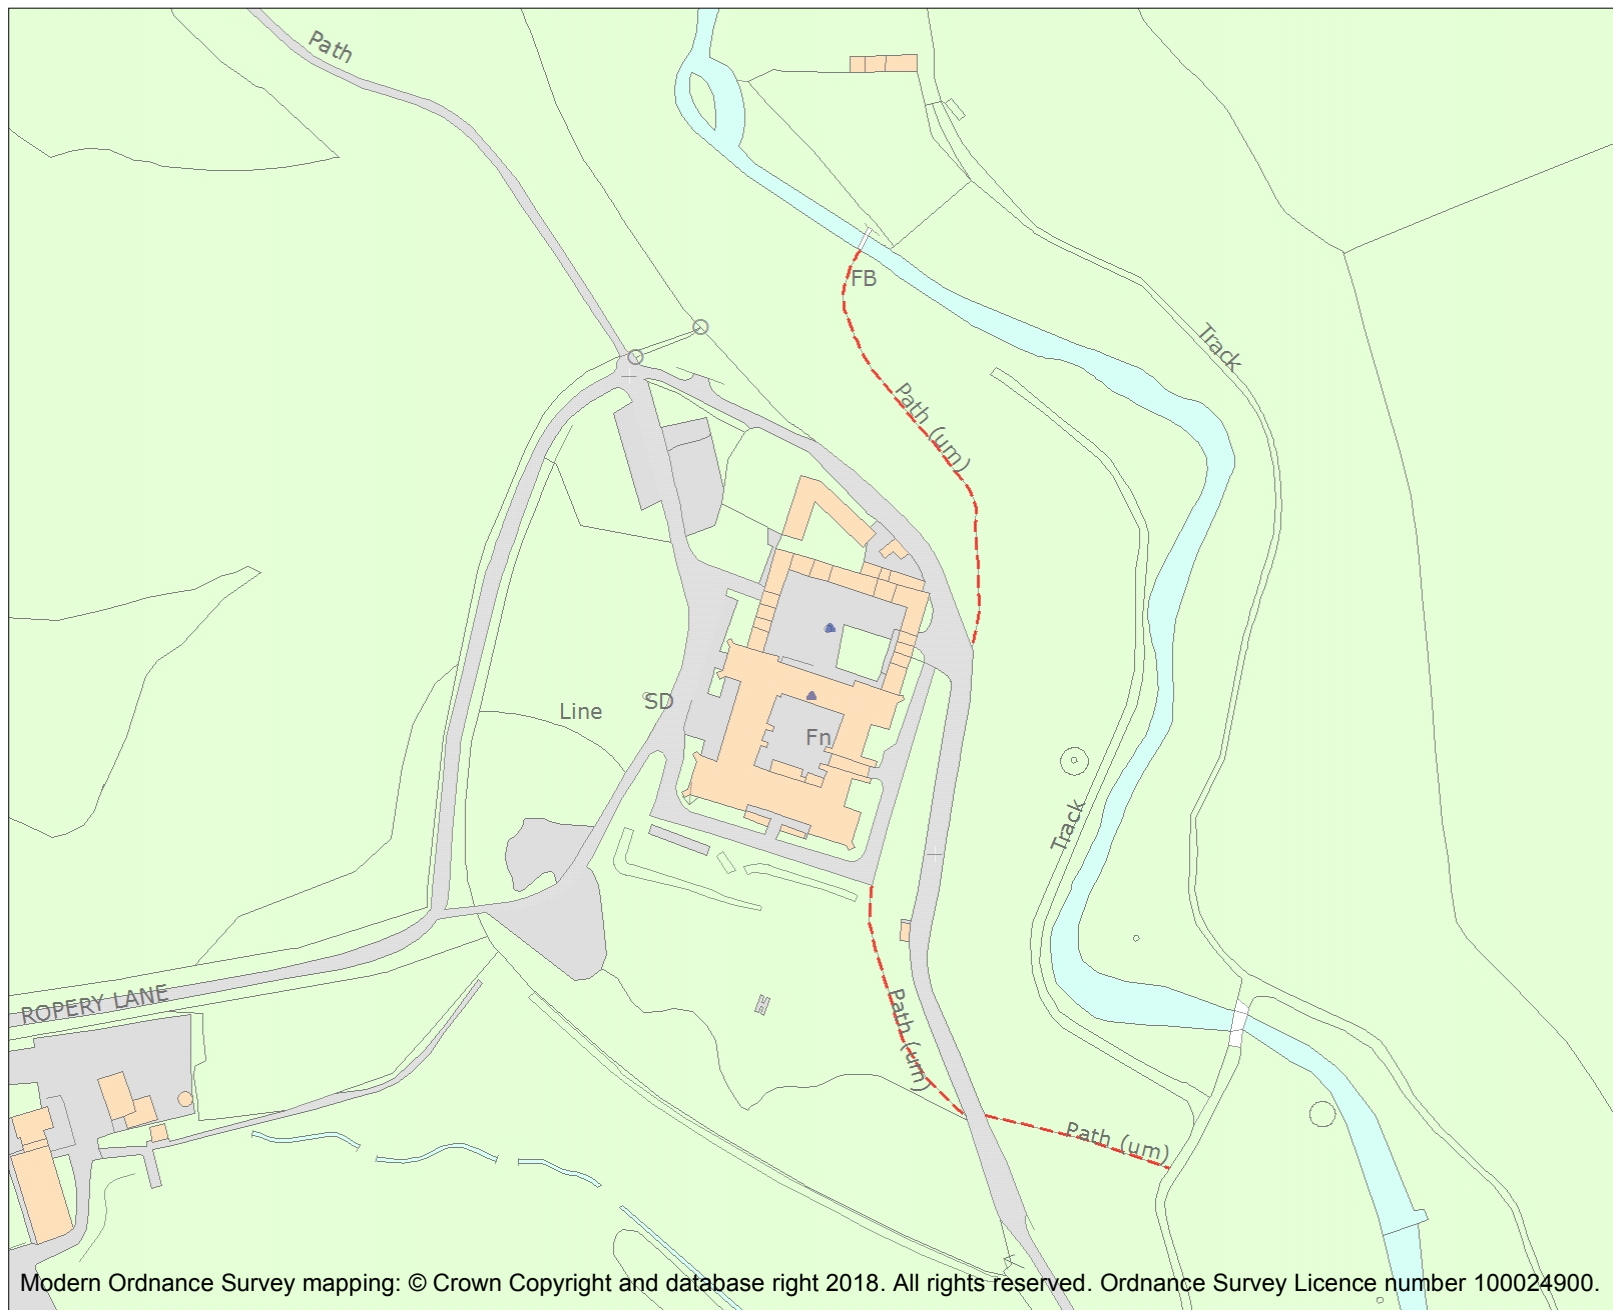 Path
FB
Track
Path (um)
Line
SD
Fn
Track
ROPERY LANE
Path (um)
Path (um)
Modern Ordnance Survey mapping: © Crown Copyright and database right 2018. All rights reserved. Ordnance Survey Licence number 100024900.